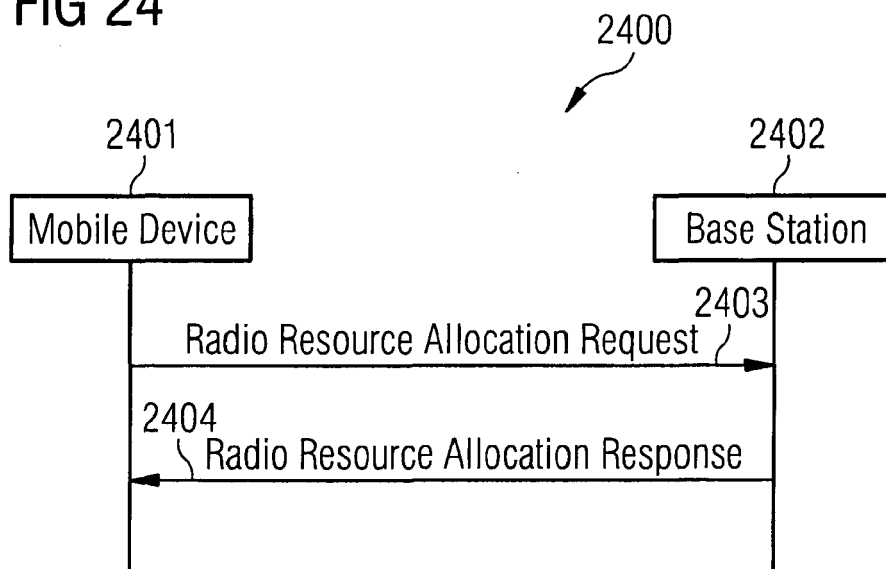 FIG 24
2400
2401
2402
Mobile Device
Base Station
2403
Radio Resource Allocation Request
2404
Radio Resource Allocation Response